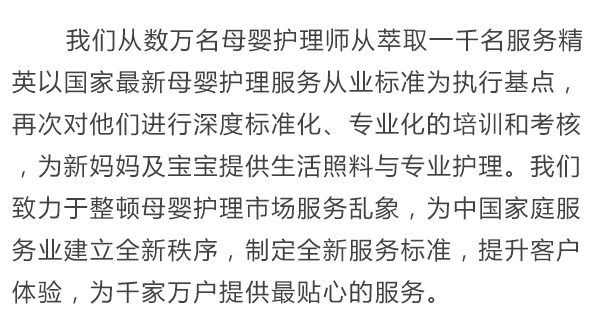 我们从数万名母婴护理师从萃取一千名服务精
英以国家最新母婴护理服务从业标准为执行基点，
再次对他们进行深度标准化、专业化的培训和考核
，为新妈妈及宝宝提供生活照料与专业护理。我们
致力于整顿母婴护理市场服务乱象，为中国家庭服
务业建立全新秩序，制定全新服务标准，提升客户
体验，为千家万户提供最贴心的服务。